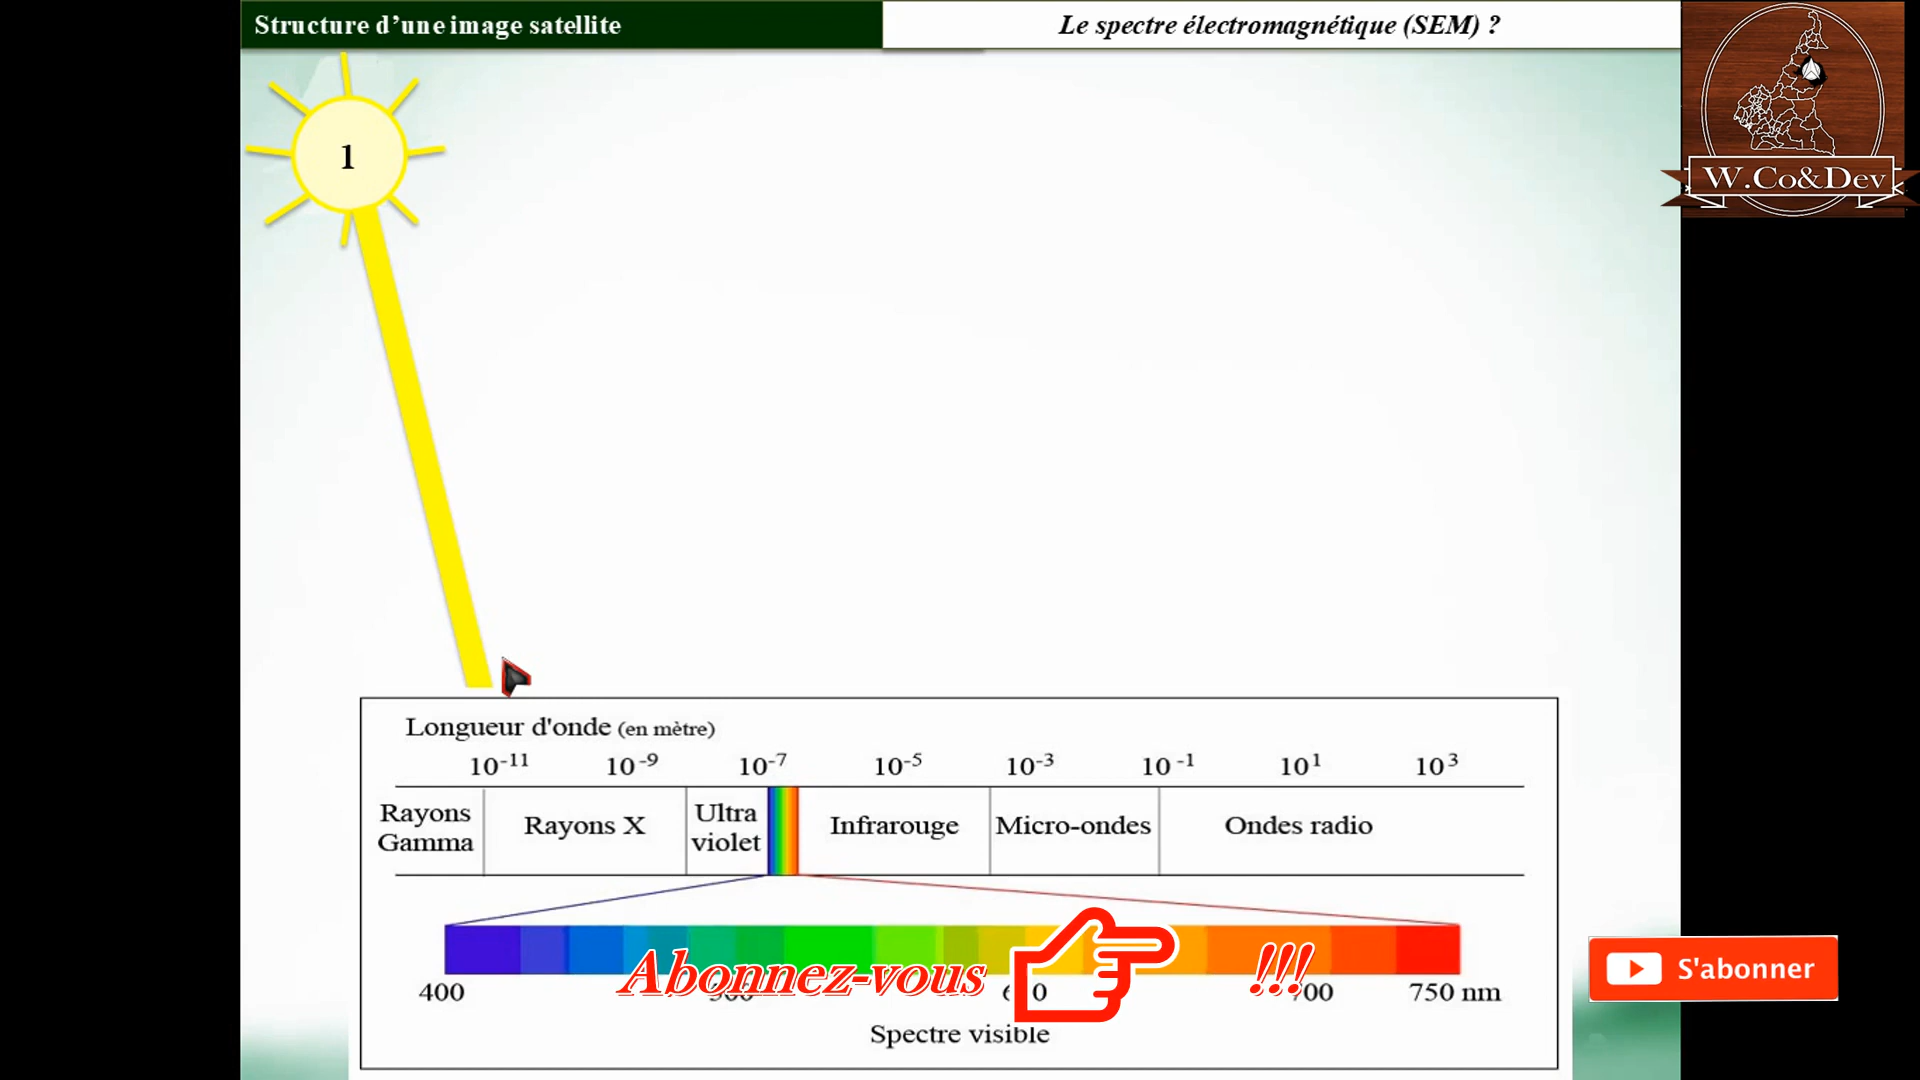 Structure d’une image satellite
Le spectre électromagnétique (SEM) ?
W.Co&Dev
1
Longueur d'onde (en mètre)
10⁻¹¹ 10⁻⁹ 10⁻⁷ 10⁻⁵ 10⁻³ 10⁻¹ 10¹ 10³
Rayons Gamma Rayons X Ultra violet Infrarouge Micro-ondes Ondes radio
Abonnez-vous !!!
S'abonner
400 700 750 nm
Spectre visible